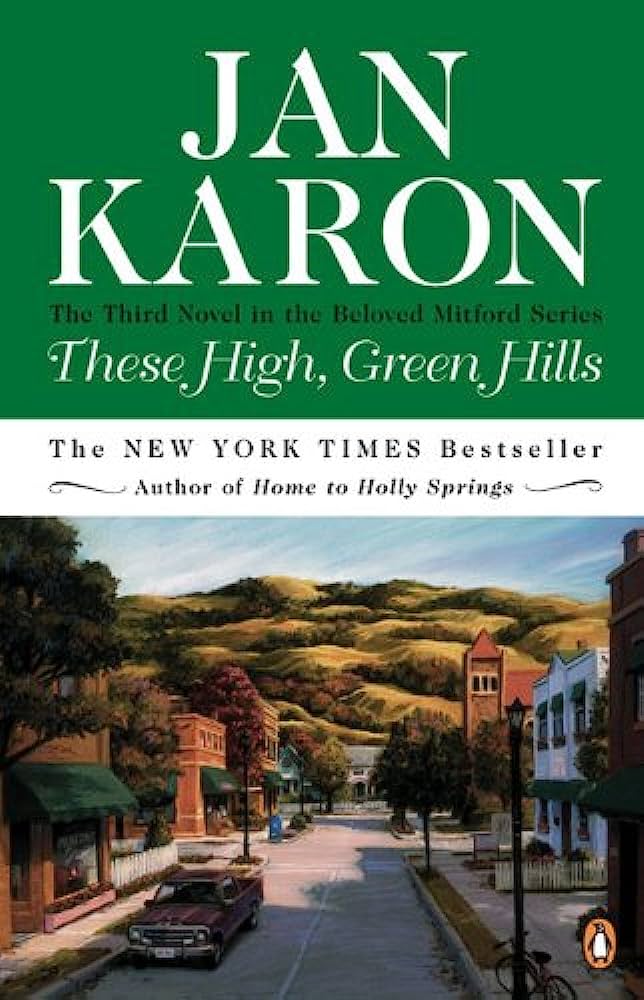 JAN
KARON
The Third Novel in the Beloved Mitford Series
These High, Green Hills
The NEW YORK TIMES Bestseller
Author of Home to Holly Springs